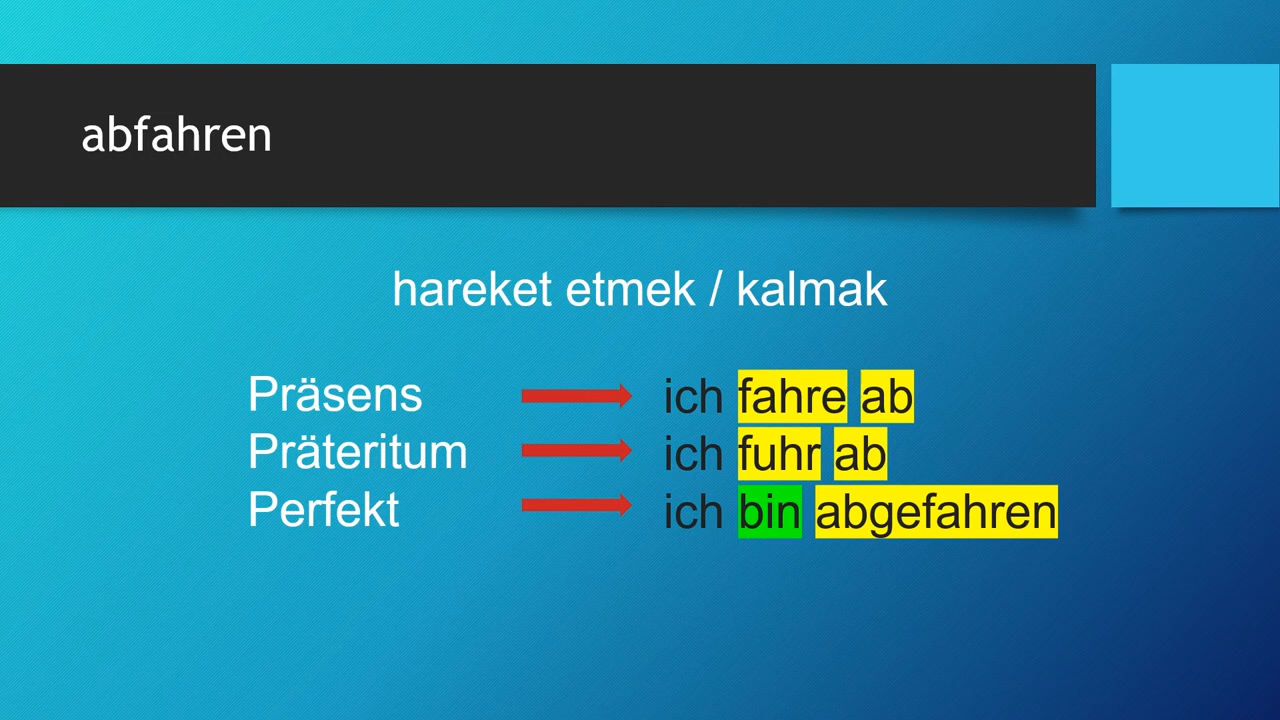 abfahren
hareket etmek / kalmak
Präsens ich fahre ab
Präteritum ich fuhr ab
Perfekt ich bin abgefahren